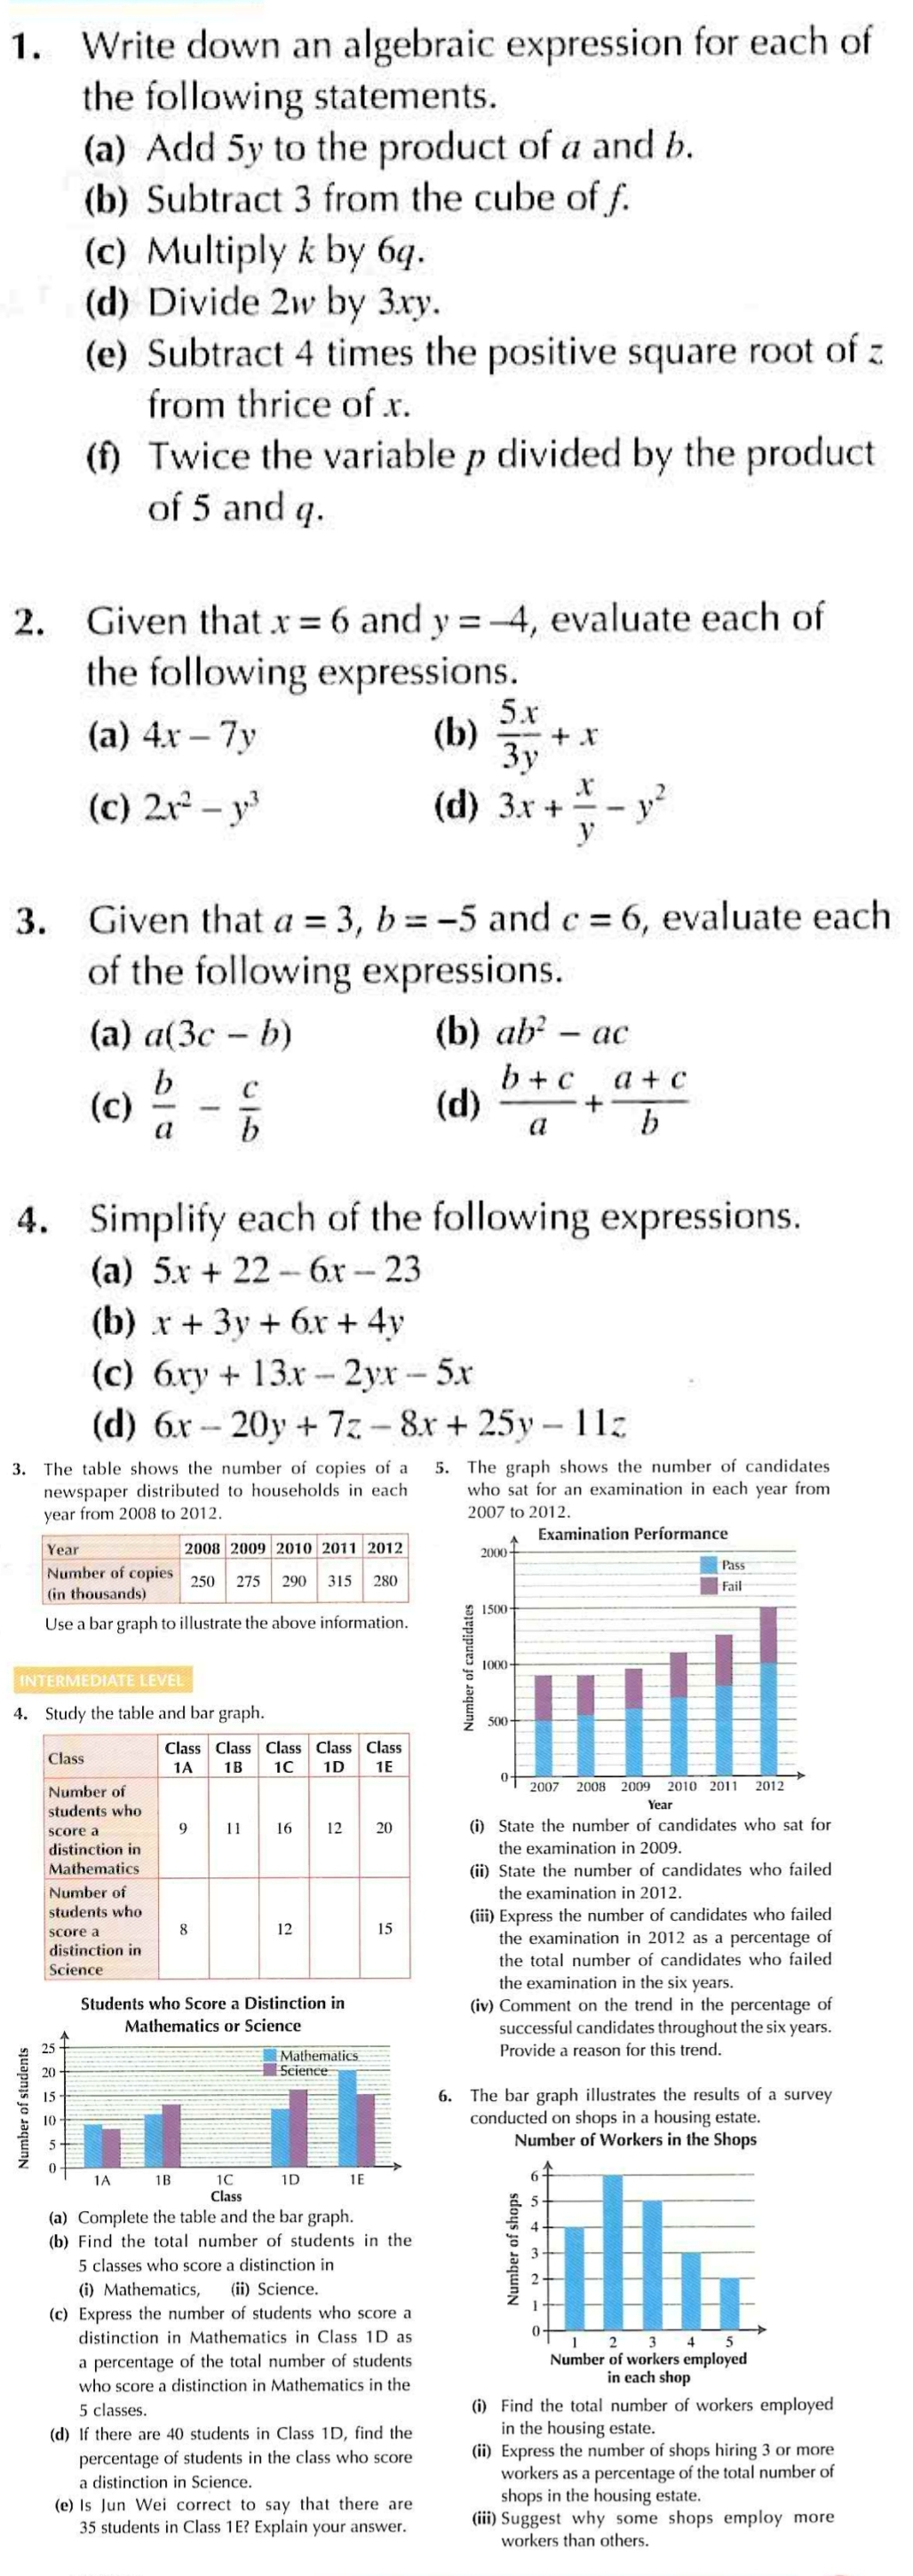 1. Write down an algebraic expression for each of
the following statements.
(a) Add 5y to the product of a and b.
(b) Subtract 3 from the cube of f.
(c) Multiply k by 6q.
(d) Divide 2w by 3xy.
(e) Subtract 4 times the positive square root of z
from thrice of x.
(f) Twice the variable p divided by the product
of 5 and q.
2. Given that x = 6 and y = –4, evaluate each of
the following expressions.
(a) 4x – 7y (b) 5x/3y + x
(c) 2x² – y³ (d) 3x + x/y – y²
3. Given that a = 3, b = –5 and c = 6, evaluate each
of the following expressions.
(a) a(3c – b) (b) ab² – ac
(c) b/a – c/b (d) (b + c)/a + (a + c)/b
4. Simplify each of the following expressions.
(a) 5x + 22 – 6x – 23
(b) x + 3y + 6x + 4y
(c) 6xy + 13x – 2yx – 5x
(d) 6x – 20y + 7z – 8x + 25y – 11z
3. The table shows the number of copies of a
newspaper distributed to households in each
year from 2008 to 2012.
Year 2008 2009 2010 2011 2012
Number of copies
(in thousands) 250 275 290 315 280
Use a bar graph to illustrate the above information.
INTERMEDIATE LEVEL
4. Study the table and bar graph.
Class Class 1A Class 1B Class 1C Class 1D Class 1E
Number of
students who
score a 9 11 16 12 20
distinction in
Mathematics
Number of
students who
score a 8 12 15
distinction in
Science
Students who Score a Distinction in
Mathematics or Science
Number of students
25
20
15
10
5
0
Mathematics
Science
1A 1B 1C 1D 1E
Class
(a) Complete the table and the bar graph.
(b) Find the total number of students in the
5 classes who score a distinction in
(i) Mathematics, (ii) Science.
(c) Express the number of students who score a
distinction in Mathematics in Class 1D as
a percentage of the total number of students
who score a distinction in Mathematics in the
5 classes.
(d) If there are 40 students in Class 1D, find the
percentage of students in the class who score
a distinction in Science.
(e) Is Jun Wei correct to say that there are
35 students in Class 1E? Explain your answer.
5. The graph shows the number of candidates
who sat for an examination in each year from
2007 to 2012.
Examination Performance
Number of candidates
2000
1500
1000
500
0
Pass
Fail
2007 2008 2009 2010 2011 2012
Year
(i) State the number of candidates who sat for
the examination in 2009.
(ii) State the number of candidates who failed
the examination in 2012.
(iii) Express the number of candidates who failed
the examination in 2012 as a percentage of
the total number of candidates who failed
the examination in the six years.
(iv) Comment on the trend in the percentage of
successful candidates throughout the six years.
Provide a reason for this trend.
6. The bar graph illustrates the results of a survey
conducted on shops in a housing estate.
Number of Workers in the Shops
Number of shops
6
5
4
3
2
1
0
1 2 3 4 5
Number of workers employed
in each shop
(i) Find the total number of workers employed
in the housing estate.
(ii) Express the number of shops hiring 3 or more
workers as a percentage of the total number of
shops in the housing estate.
(iii) Suggest why some shops employ more
workers than others.